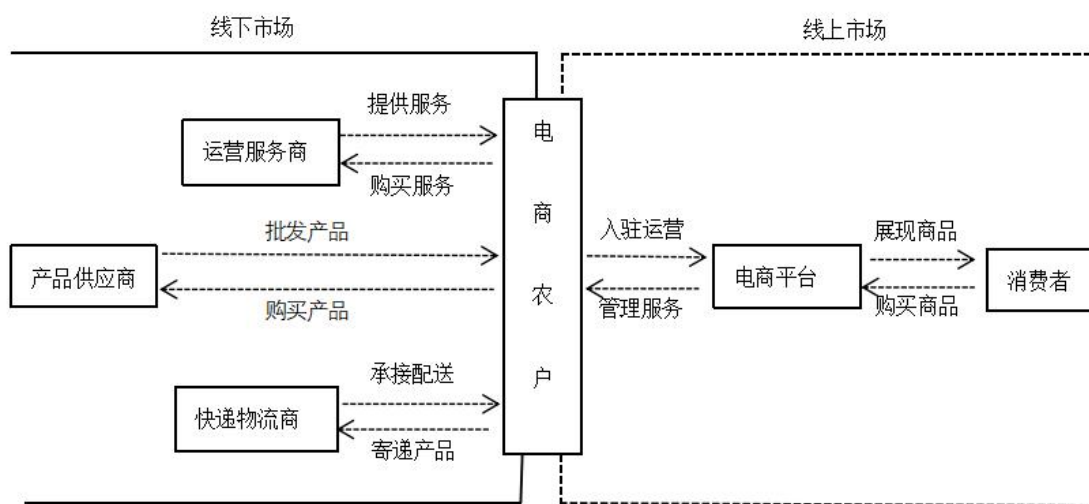 线下市场
线上市场
提供服务
运营服务商
购买服务
批发产品
产品供应商
购买产品
承接配送
快递物流商
寄递产品
电商农户
入驻运营
管理服务
电商平台
展现商品
购买商品
消费者